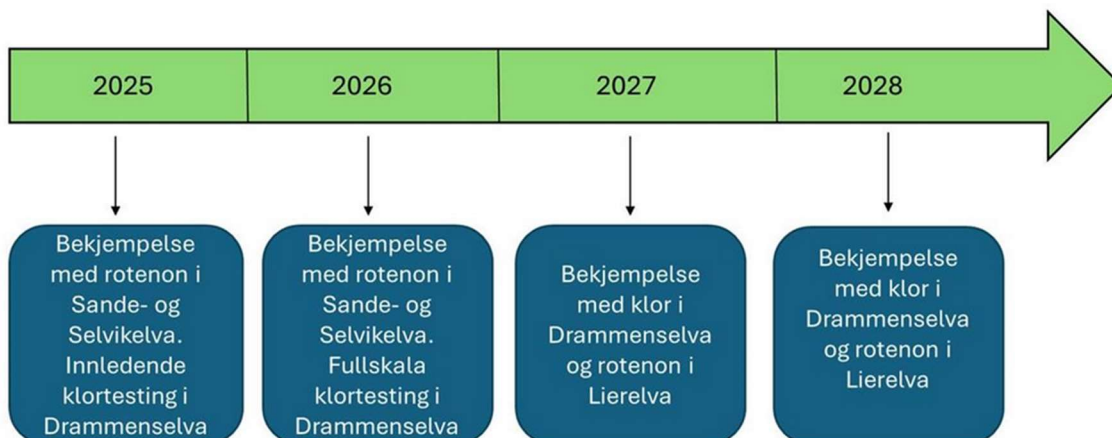 2025
2026
2027
2028
Bekjempelse
med rotenon i
Sande- og
Selvikelva.
Innledende
klortesting i
Drammenselva
Bekjempelse
med rotenon i
Sande- og
Selvikelva.
Fullskala
klortesting i
Drammenselva
Bekjempelse
med klor i
Drammenselva
og rotenon i
Lierelva
Bekjempelse
med klor i
Drammenselva
og rotenon i
Lierelva